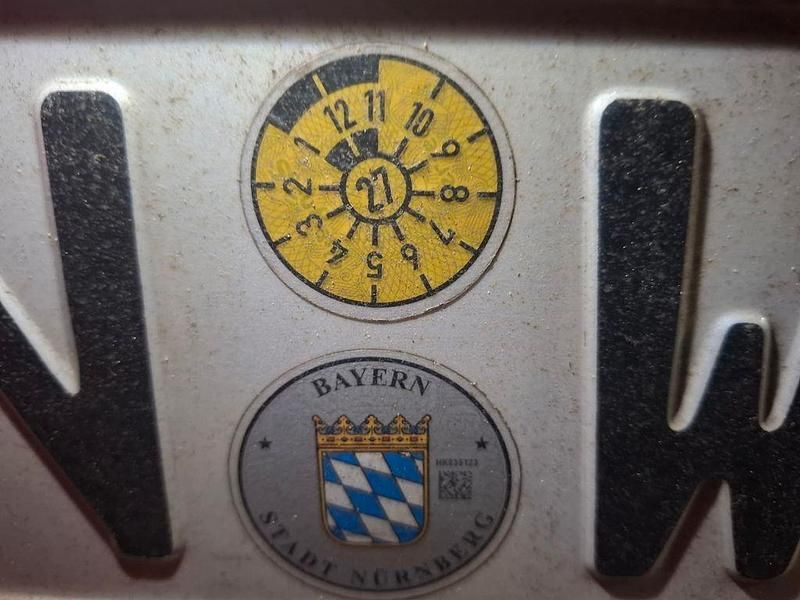 N
12 11 10 9 8 7 6 5 4 3 2 1
27
W
BAYERN
STADT NÜRNBERG